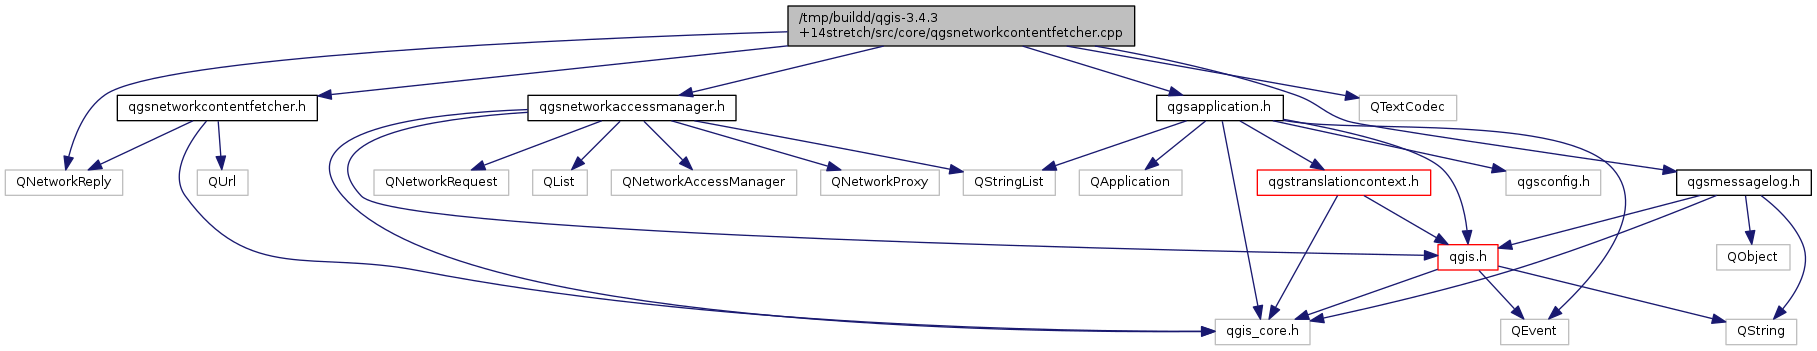 /tmp/buildd/qgis-3.4.3
+14stretch/src/core/qgsnetworkcontentfetcher.cpp
qgsnetworkcontentfetcher.h
qgsnetworkaccessmanager.h
qgsapplication.h
QTextCodec
QNetworkReply
QUrl
QNetworkRequest
QList
QNetworkAccessManager
QNetworkProxy
QStringList
QApplication
qgstranslationcontext.h
qgsconfig.h
qgsmessagelog.h
qgis.h
QObject
qgis_core.h
QEvent
QString